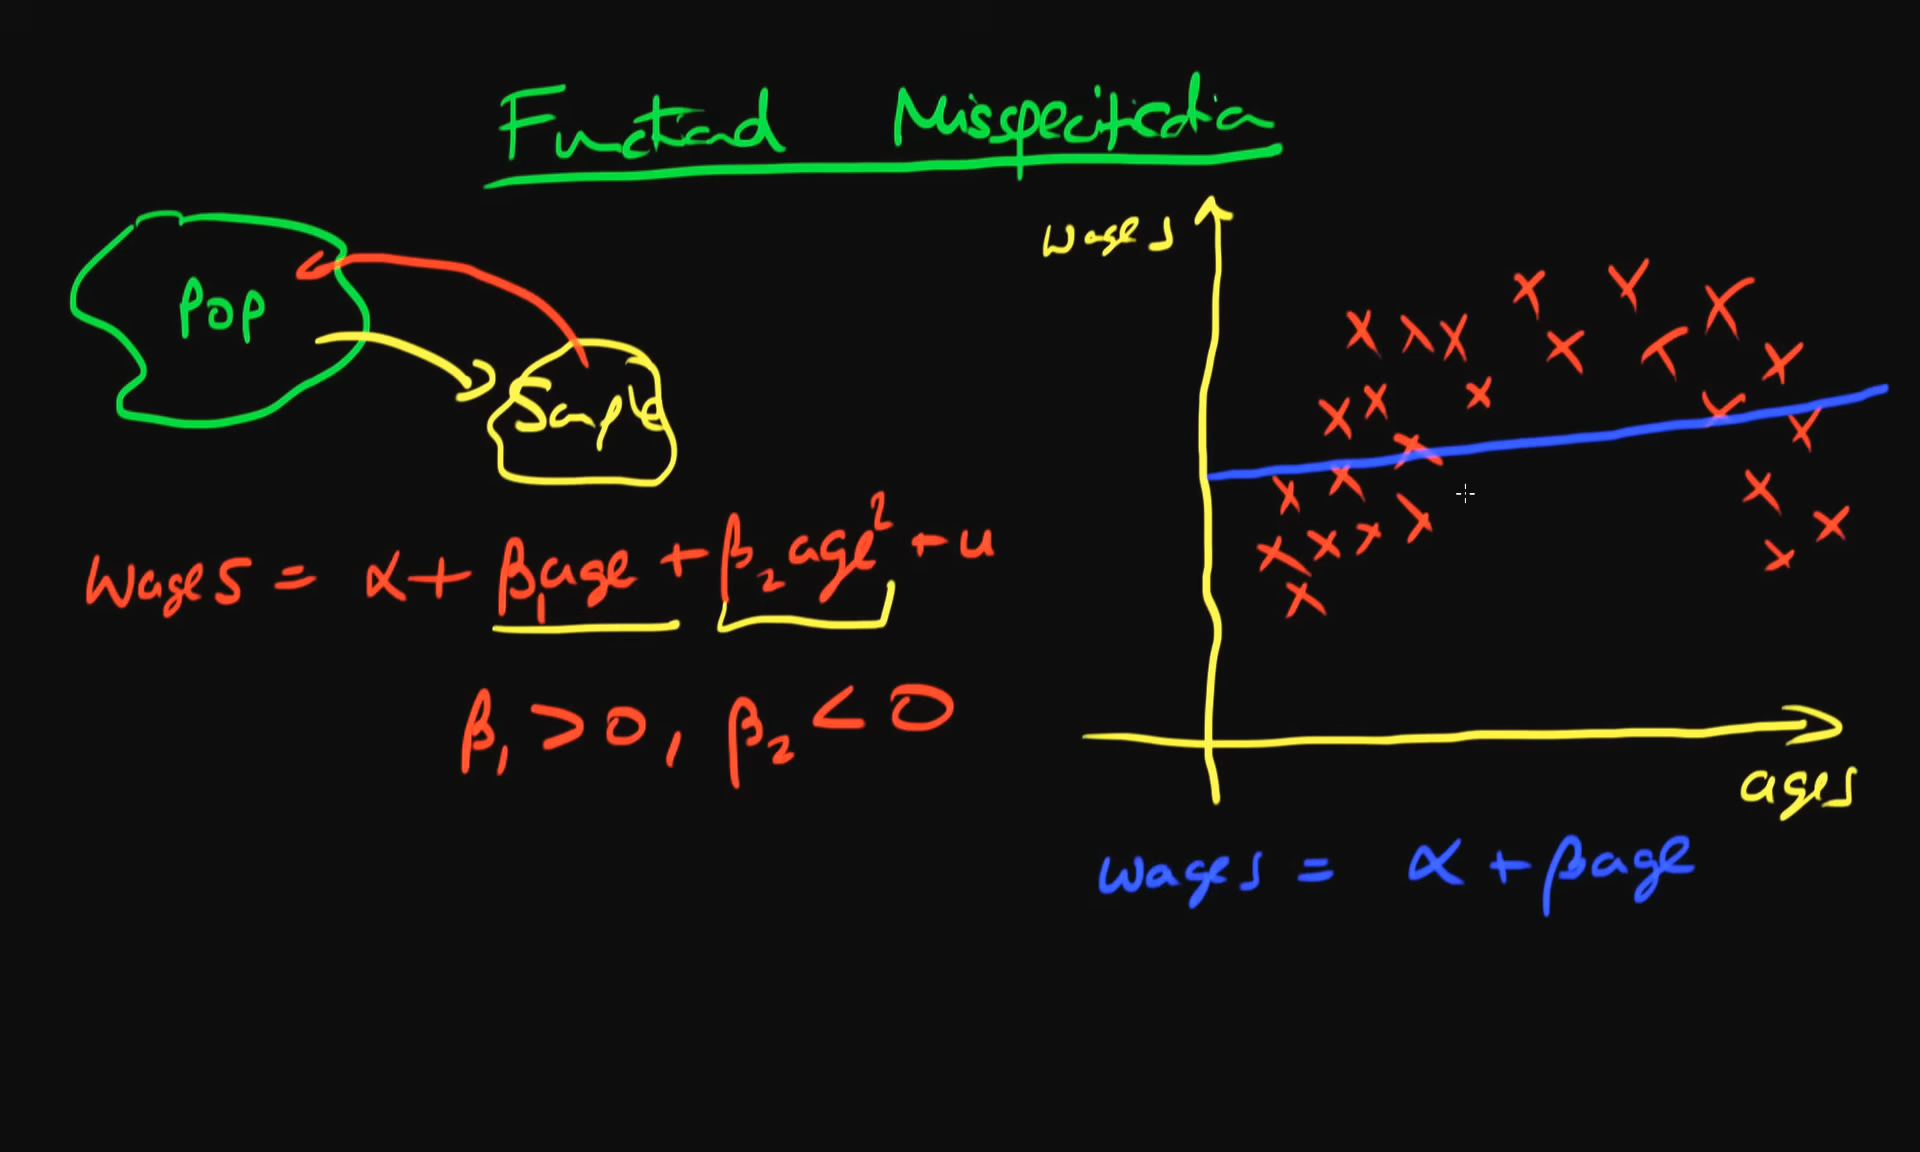 Functional Misspecification
wages
POP
Sample
wages = α + β₁age + β₂age² + u
β₁ > 0, β₂ < 0
ages
wages = α + βage